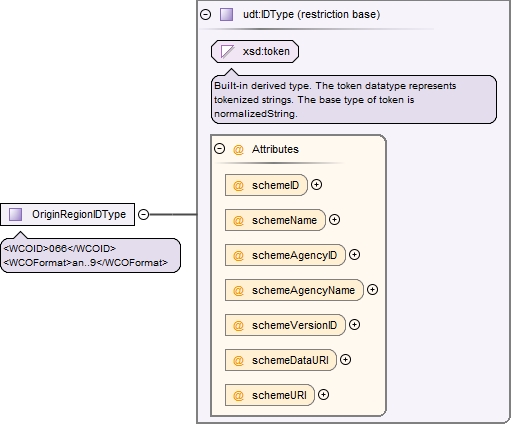 udt:IDType (restriction base)
xsd:token
Built-in derived type. The token datatype represents
tokenized strings. The base type of token is
normalizedString.
@ Attributes
@ schemeID
@ schemeName
@ schemeAgencyID
@ schemeAgencyName
@ schemeVersionID
@ schemeDataURI
@ schemeURI
OriginRegionIDType
<WCOID>066</WCOID>
<WCOFormat>an..9</WCOFormat>